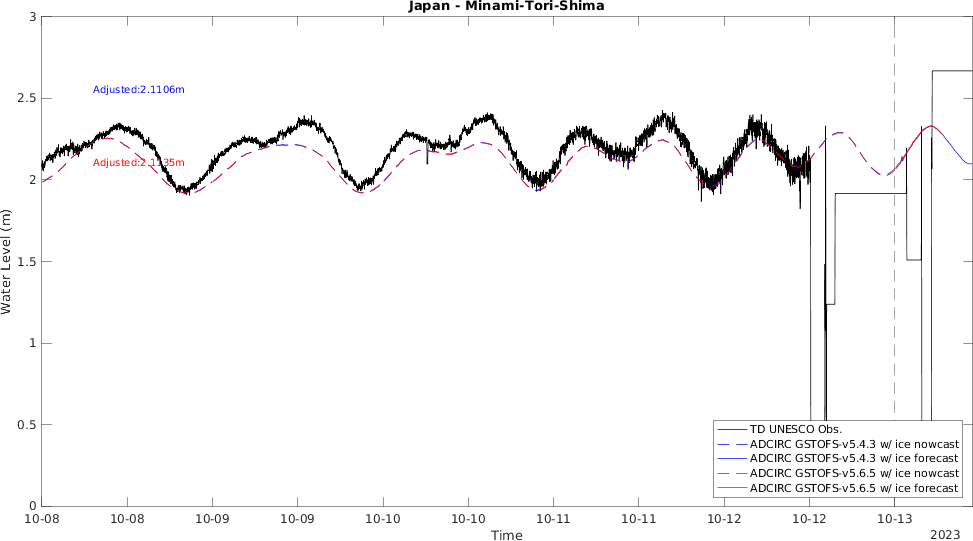 Japan - Minami-Tori-Shima
3
2.5
2
1.5
1
0.5
0
Water Level (m)
Adjusted:2.1106m
Adjusted:2.1135m
TD UNESCO Obs.
ADCIRC GSTOFS-v5.4.3 w/ ice nowcast
ADCIRC GSTOFS-v5.4.3 w/ ice forecast
ADCIRC GSTOFS-v5.6.5 w/ ice nowcast
ADCIRC GSTOFS-v5.6.5 w/ ice forecast
10-08 10-08 10-09 10-09 10-10 10-10 10-11 10-11 10-12 10-12 10-13
Time
2023